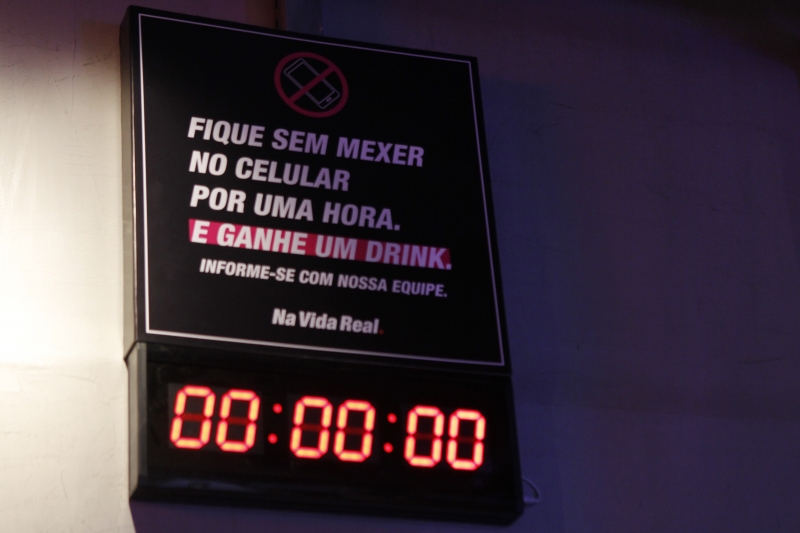 FIQUE SEM MEXER
NO CELULAR
POR UMA HORA.
E GANHE UM DRINK.
INFORME-SE COM NOSSA EQUIPE.
Na Vida Real.
00:00:00